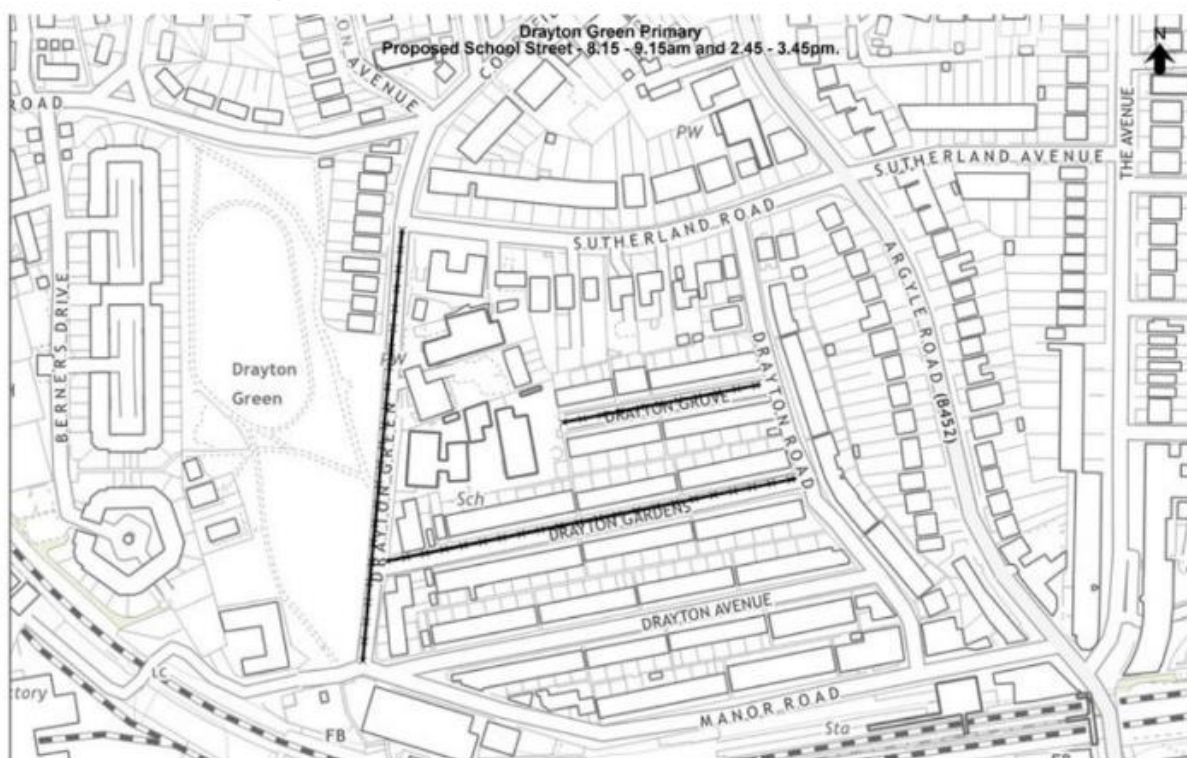 Drayton Green Primary
Proposed School Street - 8.15 - 9.15am and 2.45 - 3.45pm.
N
ROAD
AVENUE
PW
SUTHERLAND AVENUE
THE AVENUE
SUTHERLAND ROAD
BERNERS DRIVE
ARGYLE ROAD (B452)
Drayton
Green
PW
DRAYTON GREEN
DRAYTON GROVE
DRAYTON ROAD
Sch
DRAYTON GARDENS
DRAYTON AVENUE
LC
MANOR ROAD
ctory
FB
Sta